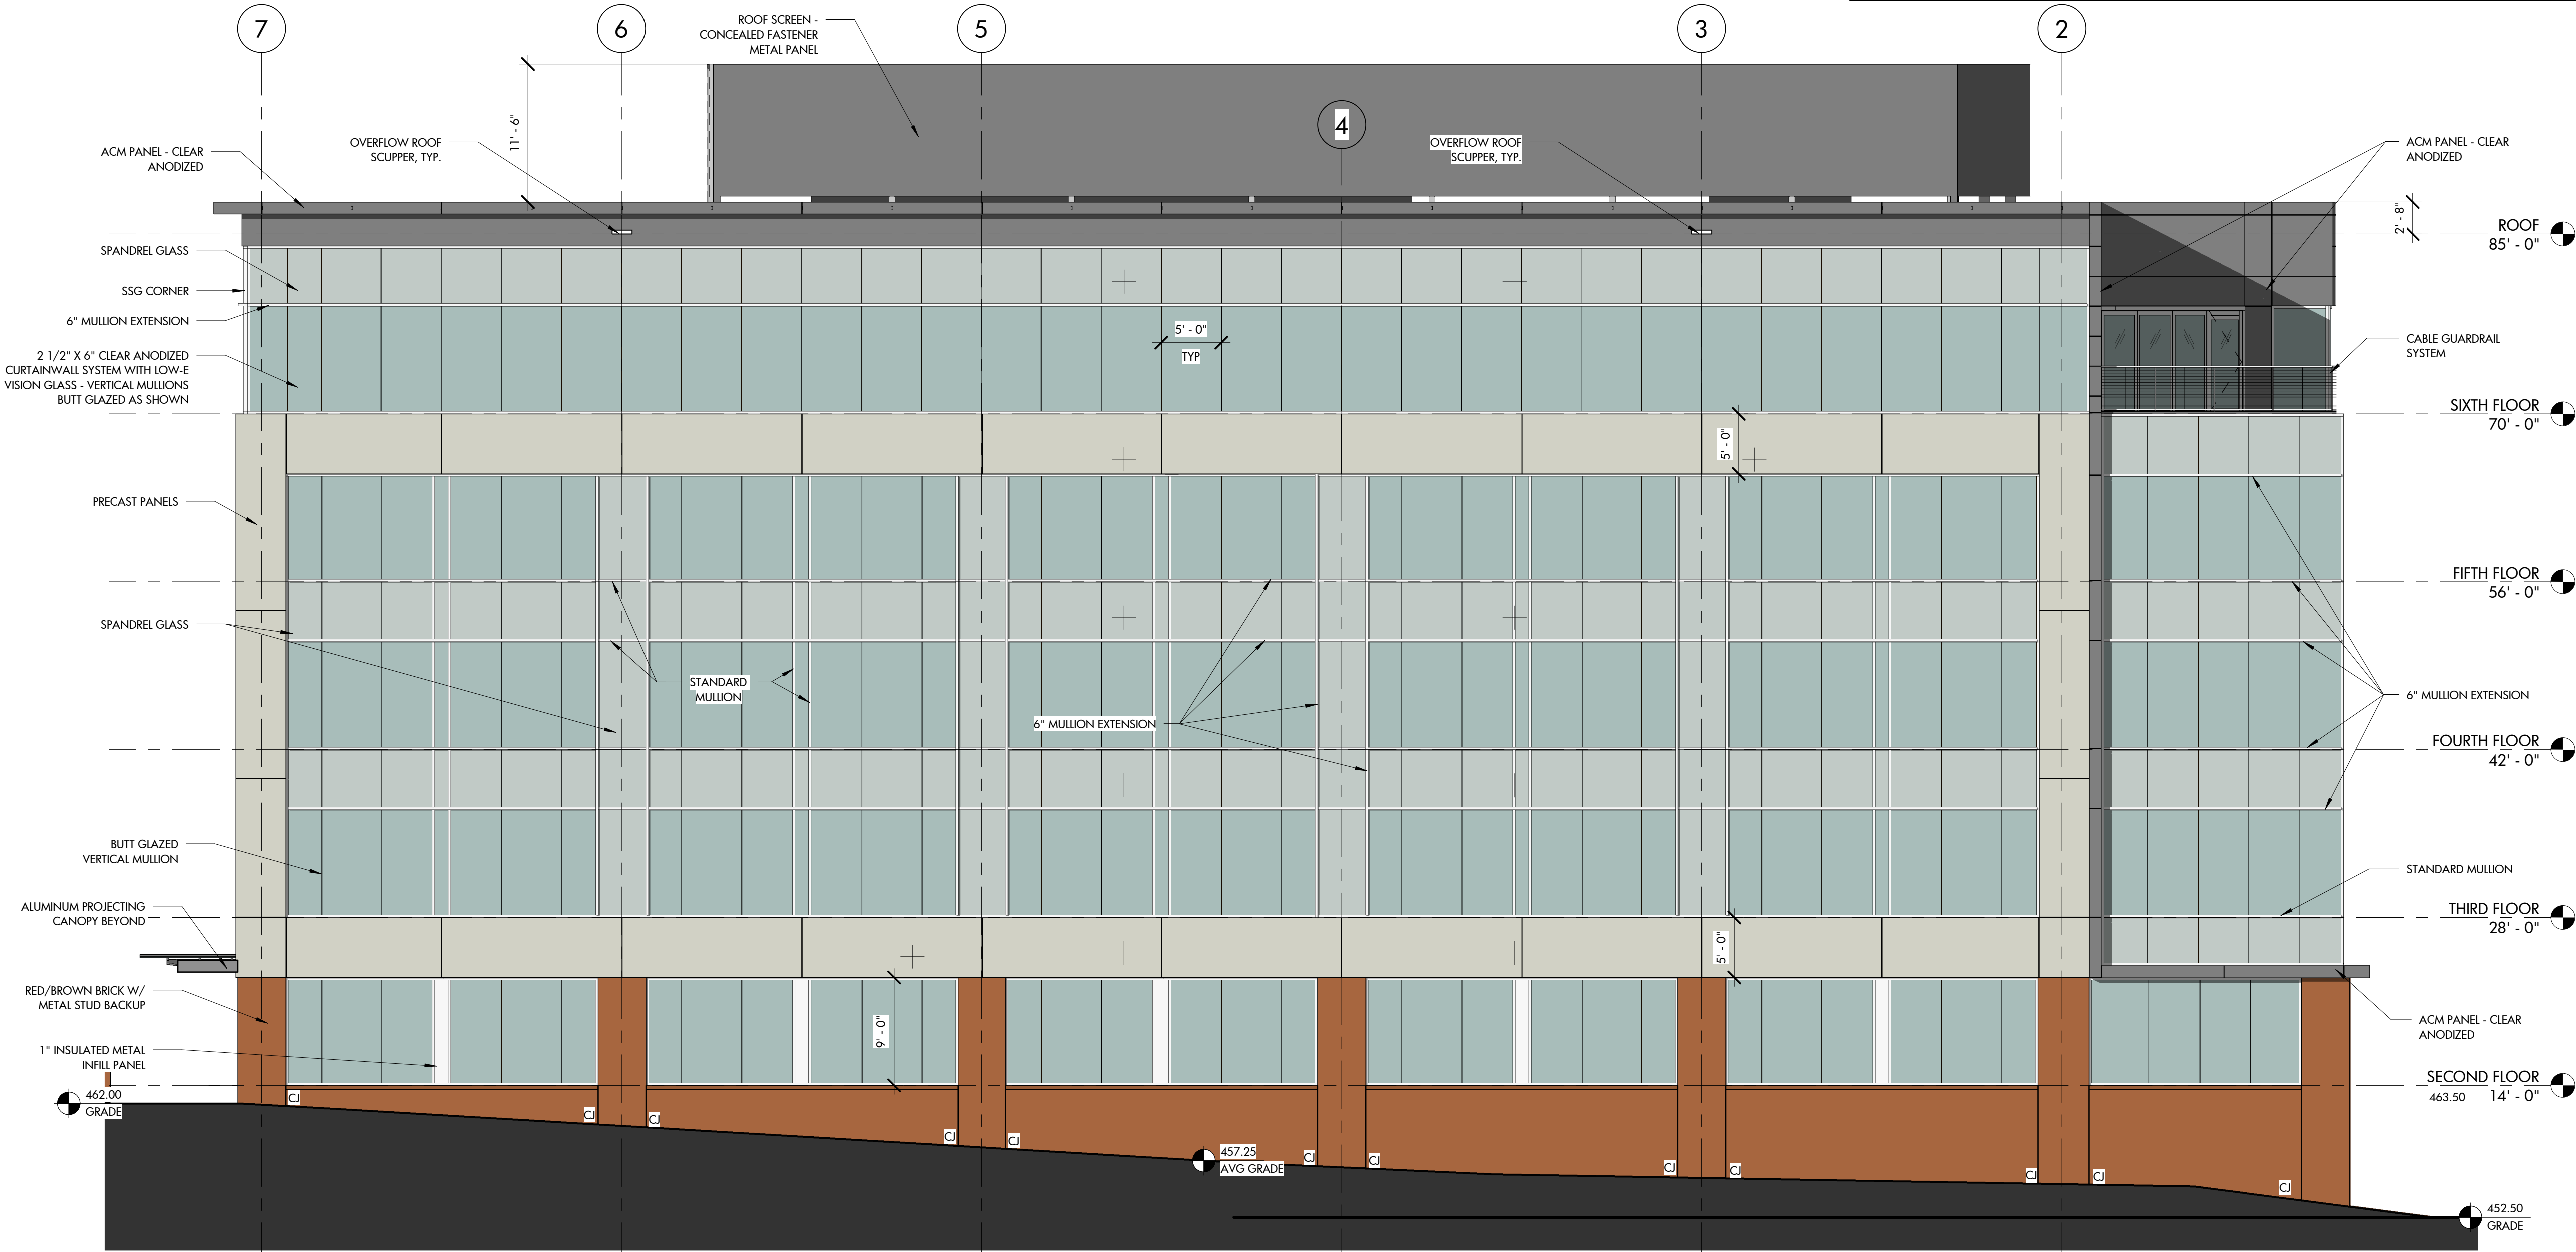 7
6
5
4
3
2
ROOF SCREEN -
CONCEALED FASTENER
METAL PANEL
11' - 6"
ACM PANEL - CLEAR
ANODIZED
OVERFLOW ROOF
SCUPPER, TYP.
OVERFLOW ROOF
SCUPPER, TYP.
ACM PANEL - CLEAR
ANODIZED
2' - 8"
ROOF
85' - 0"
SPANDREL GLASS
SSG CORNER
6" MULLION EXTENSION
2 1/2" X 6" CLEAR ANODIZED
CURTAINWALL SYSTEM WITH LOW-E
VISION GLASS - VERTICAL MULLIONS
BUTT GLAZED AS SHOWN
5' - 0"
TYP
CABLE GUARDRAIL
SYSTEM
SIXTH FLOOR
70' - 0"
5' - 0"
PRECAST PANELS
FIFTH FLOOR
56' - 0"
SPANDREL GLASS
STANDARD
MULLION
6" MULLION EXTENSION
6" MULLION EXTENSION
FOURTH FLOOR
42' - 0"
BUTT GLAZED
VERTICAL MULLION
STANDARD MULLION
ALUMINUM PROJECTING
CANOPY BEYOND
THIRD FLOOR
28' - 0"
5' - 0"
RED/BROWN BRICK W/
METAL STUD BACKUP
9' - 0"
ACM PANEL - CLEAR
ANODIZED
1" INSULATED METAL
INFILL PANEL
SECOND FLOOR
463.50 14' - 0"
462.00
GRADE
CJ
CJ
CJ
CJ
CJ
CJ
CJ
CJ
CJ
CJ
CJ
CJ
457.25
AVG GRADE
452.50
GRADE